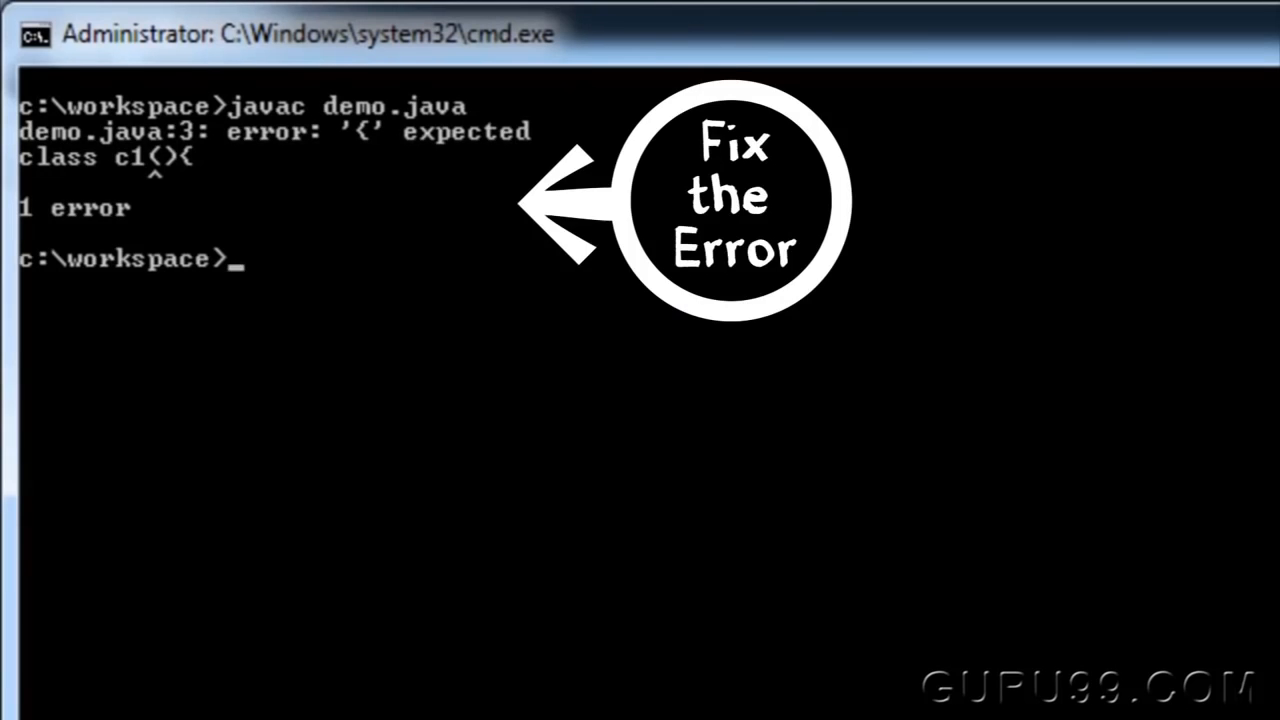 Administrator: C:\Windows\system32\cmd.exe
c:\workspace>javac demo.java
demo.java:3: error: '{' expected
class c1(){
^
1 error
c:\workspace>_
Fix
the
Error
GURU99.COM